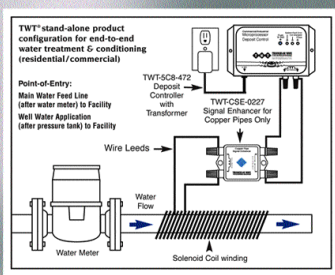 TWT® stand-alone product
configuration for end-to-end
water treatment & conditioning
(residential/commercial)
Point-of-Entry:
Main Water Feed Line
(after water meter) to Facility
Well Water Application
(after pressure tank) to Facility
TWT-5C8-472
Deposit
Controller
with
Transformer
TWT-CSE-0227
Signal Enhancer for
Copper Pipes Only
Wire Leeds
Water
Flow
Water Meter
Solenoid Coil winding